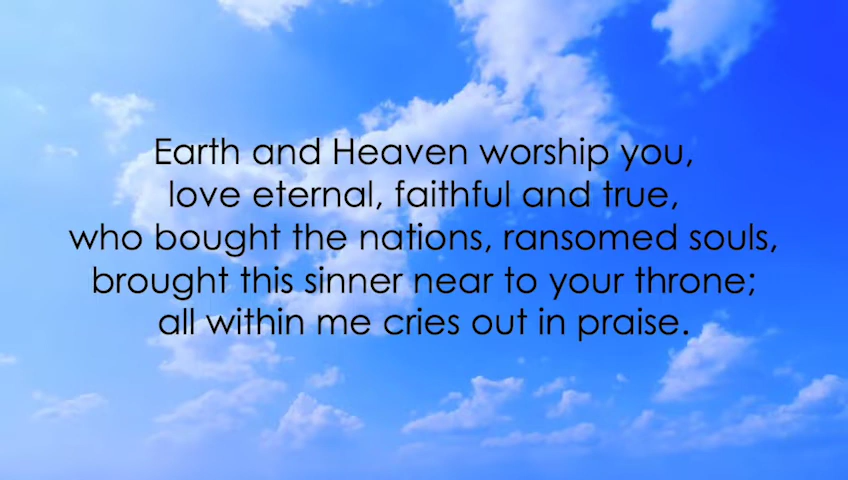 Earth and Heaven worship you,
love eternal, faithful and true,
who bought the nations, ransomed souls,
brought this sinner near to your throne;
all within me cries out in praise.